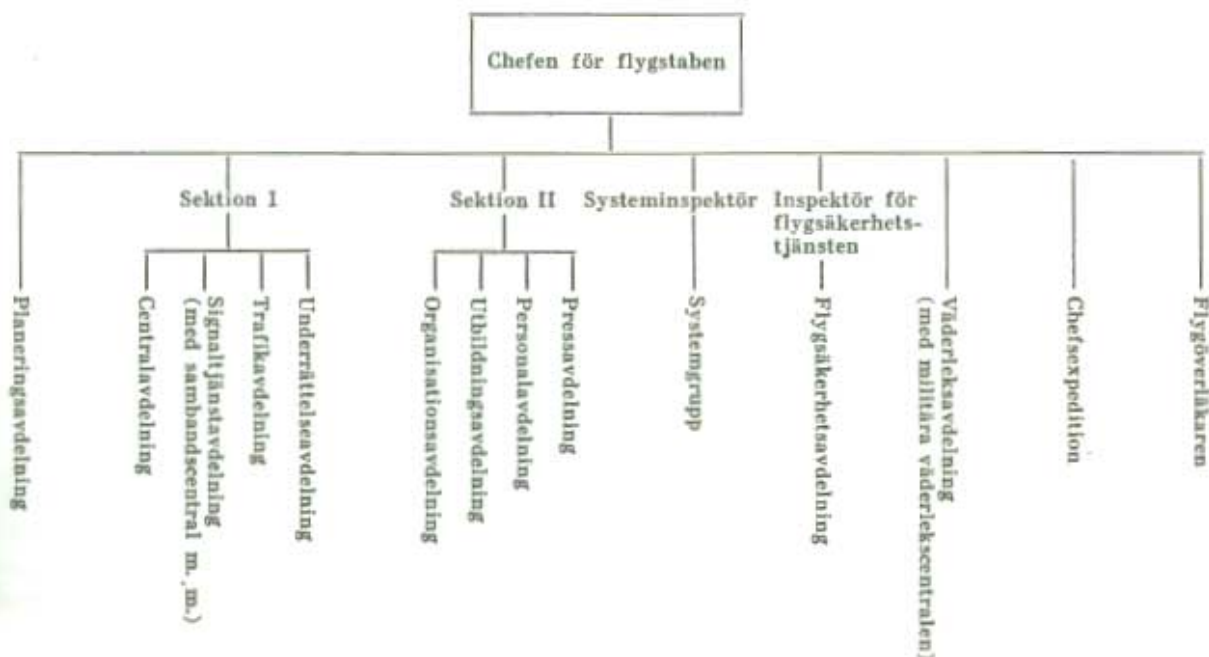 Chefen för flygstaben
Sektion I
Sektion II
Systeminspektör
Inspektör för
flygsäkerhets-
tjänsten
Planeringsavdelning
Centralavdelning
Signaltjänstavdelning
(med sambandscentral m. m.)
Trafikavdelning
Underrättelseavdelning
Organisationsavdelning
Utbildningsavdelning
Personalavdelning
Pressavdelning
Systemgrupp
Flygsäkerhetsavdelning
Väderleksavdelning
(med militära väderlekscentralen)
Chefsexpedition
Flygöverläkaren